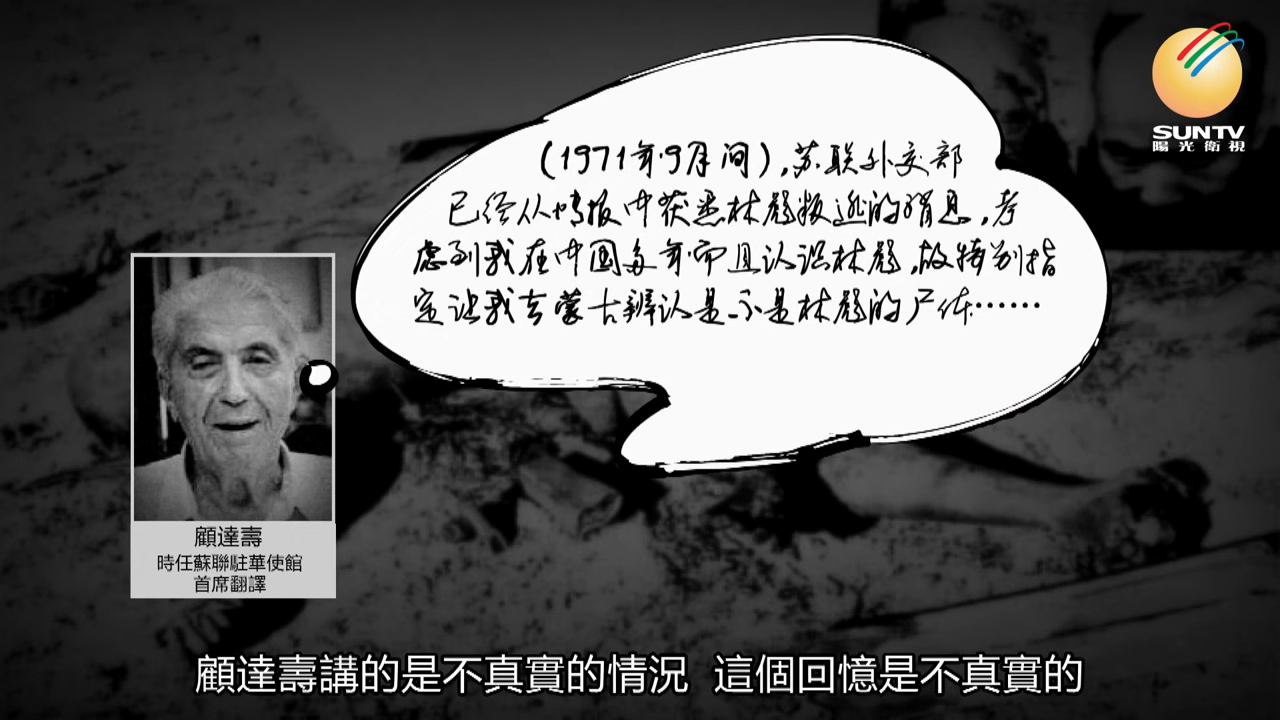 SUNTV
陽光衛視
(1971年9月间),苏联外交部
已经从情报中获悉林彪叛逃的消息,考
虑到我在中国多年而且认识林彪,故特别指
定让我去蒙古辨认是不是林彪的尸体……
顧達壽
時任蘇聯駐華使館
首席翻譯
顧達壽講的是不真實的情況 這個回憶是不真實的